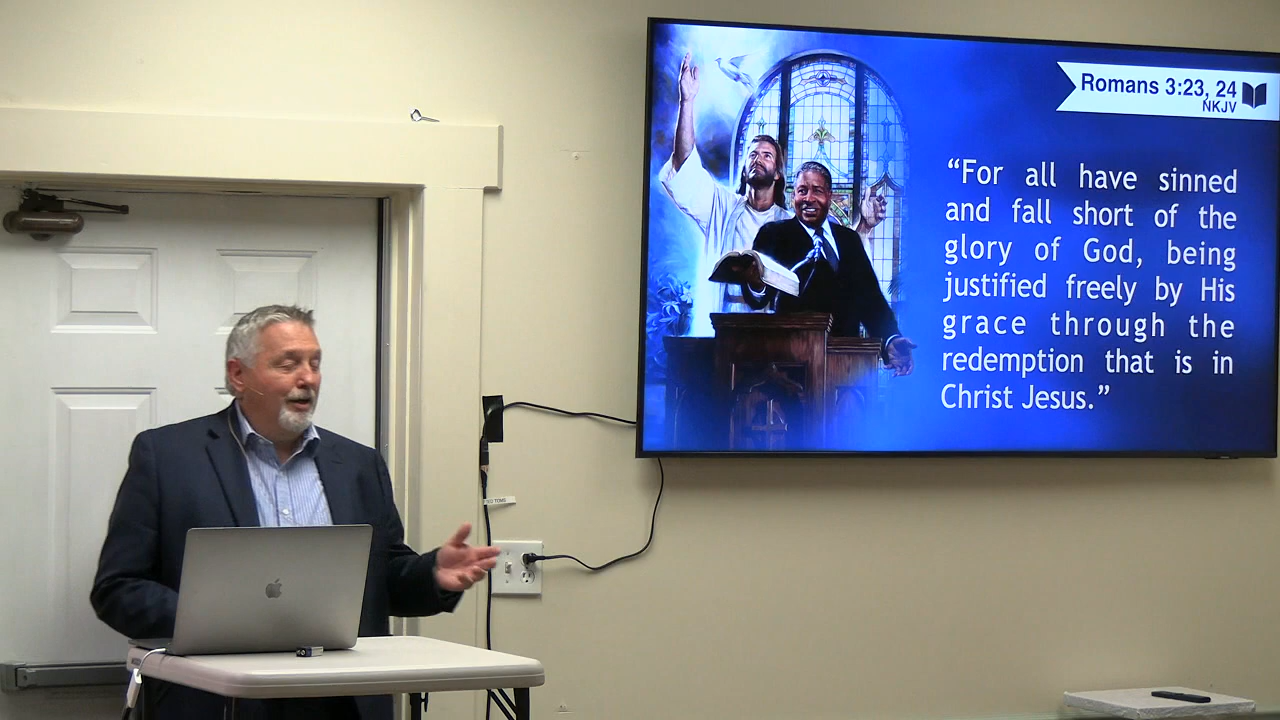 Romans 3:23, 24
NKJV
“For all have sinned
and fall short of the
glory of God, being
justified freely by His
grace through the
redemption that is in
Christ Jesus.”